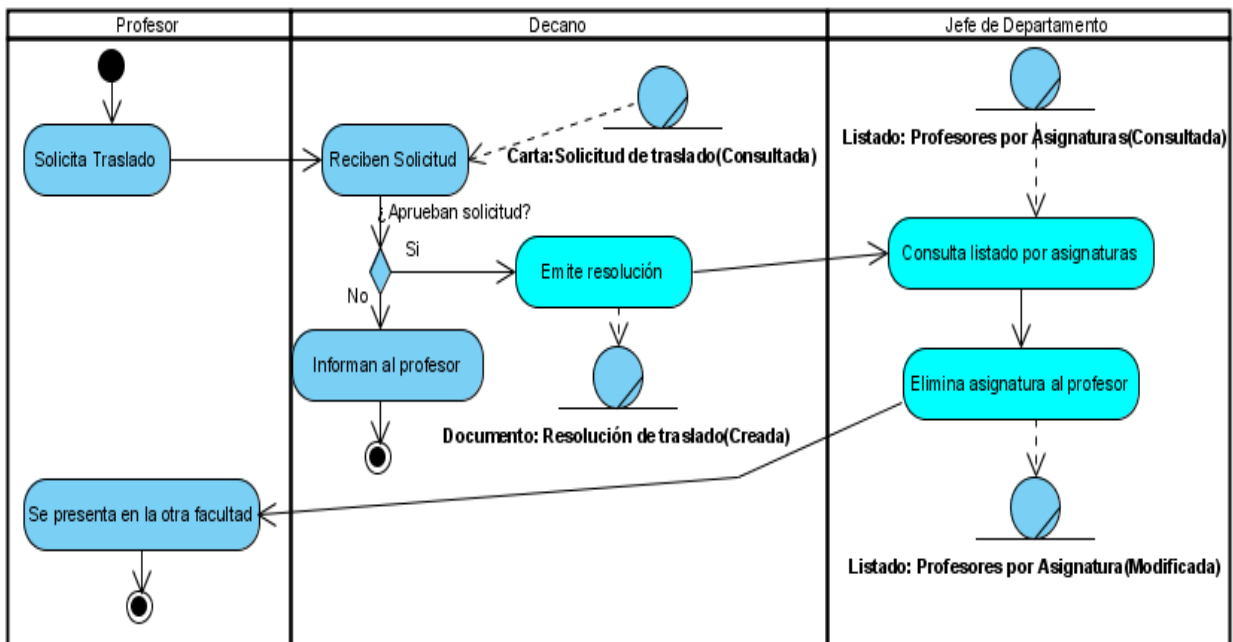 Profesor
Decano
Jefe de Departamento
Solicita Traslado
Reciben Solicitud
Carta:Solicitud de traslado(Consultada)
Listado: Profesores por Asignaturas(Consultada)
¿Aprueban solicitud?
Si
No
Emite resolución
Consulta listado por asignaturas
Informan al profesor
Documento: Resolución de traslado(Creada)
Elimina asignatura al profesor
Se presenta en la otra facultad
Listado: Profesores por Asignatura(Modificada)